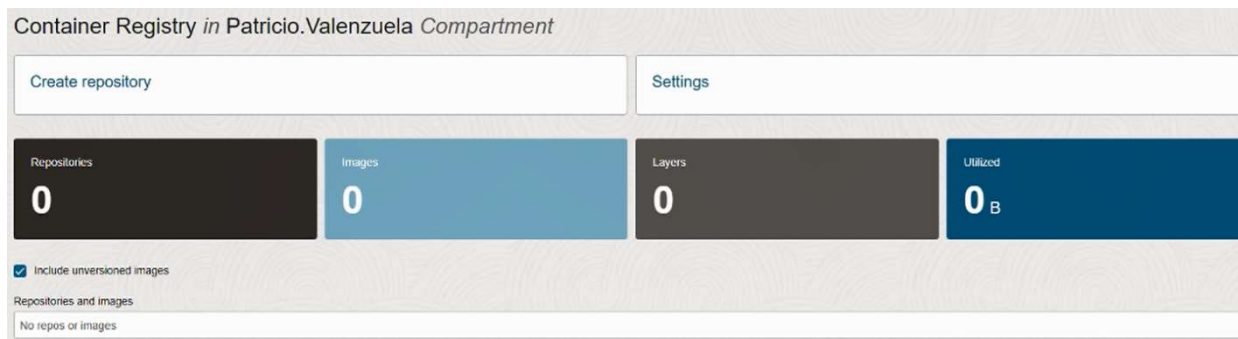 Container Registry in Patricio.Valenzuela Compartment
Create repository
Settings
Repositories
0
Images
0
Layers
0
Utilized
0 B
Include unversioned images
Repositories and images
No repos or images